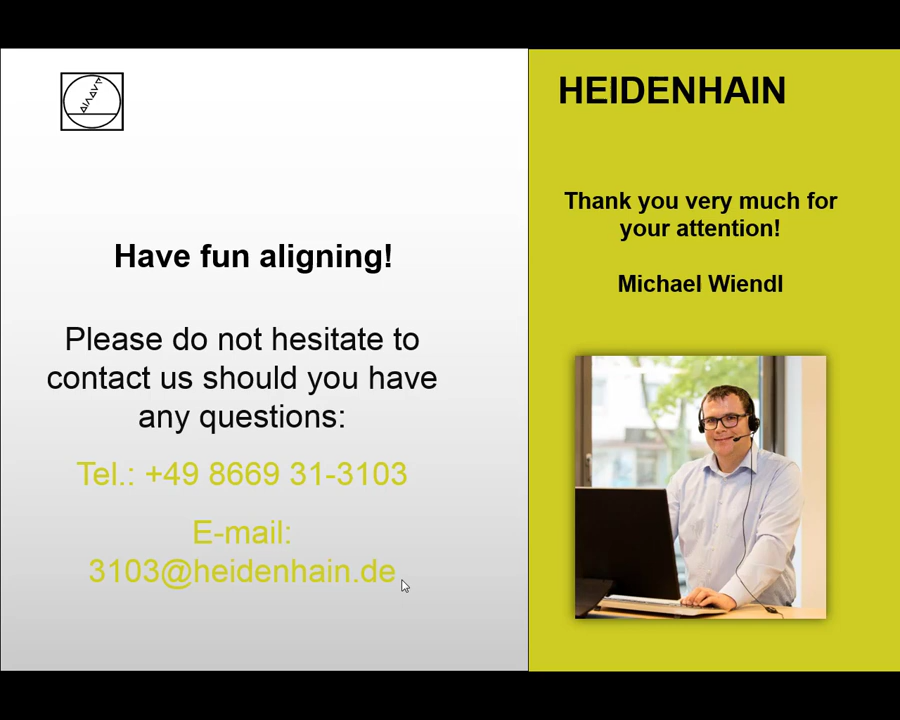 Have fun aligning!
Please do not hesitate to
contact us should you have
any questions:
Tel.: +49 8669 31-3103
E-mail:
3103@heidenhain.de
HEIDENHAIN
Thank you very much for
your attention!
Michael Wiendl